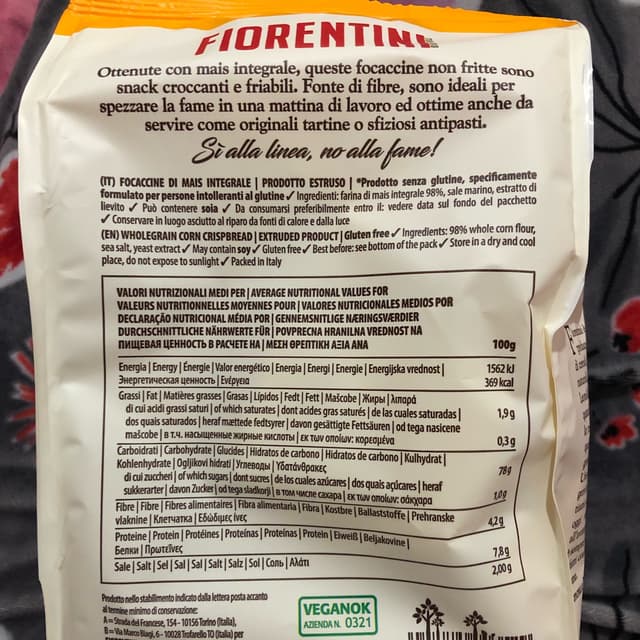 FIORENTINI
Ottenute con mais integrale, queste focaccine non fritte sono
snack croccanti e friabili. Fonte di fibre, sono ideali per
spezzare la fame in una mattina di lavoro ed ottime anche da
servire come originali tartine o sfiziosi antipasti.
Sì alla linea, no alla fame!
(IT) FOCACCINE DI MAIS INTEGRALE | PRODOTTO ESTRUSO | *Prodotto senza glutine, specificamente
formulato per persone intolleranti al glutine ✓ Ingredienti: farina di mais integrale 98%, sale marino, estratto di
lievito ✓ Può contenere soia ✓ Da consumarsi preferibilmente entro il: vedere data sul fondo del pacchetto
✓ Conservare in luogo asciutto al riparo da fonti di calore e dalla luce
(EN) WHOLEGRAIN CORN CRISPBREAD | EXTRUDED PRODUCT | Gluten free ✓ Ingredients: 98% whole corn flour,
sea salt, yeast extract ✓ May contain soy ✓ Gluten free ✓ Best before: see bottom of the pack ✓ Store in a dry and cool
place, do not expose to sunlight ✓ Packed in Italy
VALORI NUTRIZIONALI MEDI PER | AVERAGE NUTRITIONAL VALUES FOR
VALEURS NUTRITIONNELLES MOYENNES POUR | VALORES NUTRICIONALES MEDIOS POR
DECLARAÇÃO NUTRICIONAL MÉDIA POR | GENNEMSNITLIGE NÆRINGSVÆRDIER
DURCHSCHNITTLICHE NÄHRWERTE FÜR | POVPREČNA HRANILNA VREDNOST NA
ПИЩЕВАЯ ЦЕННОСТЬ В РАСЧЕТЕ НА | ΜΕΣΗ ΘΡΕΠΤΙΚΗ ΑΞΙΑ ΑΝΑ 100g
Energia | Energy | Énergie | Valor energético | Energia | Energi | Energie | Energijska vrednost | 1562 kJ
Энергетическая ценность | Ενέργεια 369 kcal
Grassi | Fat | Matières grasses | Grasas | Lípidos | Fedt | Fett | Maščobe | Жиры | λιπαρά
di cui acidi grassi saturi | of which saturates | dont acides gras saturés | de las cuales saturadas | 1,9 g
dos quais saturados | heraf mættede fedtsyrer | davon gesättigte Fettsäuren | od tega nasičene
maščobe | в т.ч. насыщенные жирные кислоты | εκ των οποίων: κορεσμένα 0,3 g
Carboidrati | Carbohydrate | Glucides | Hidratos de carbono | Hidratos de carbono | Kulhydrat |
Kohlenhydrate | Ogljikovi hidrati | Углеводы | Υδατάνθρακες 78 g
di cui zuccheri | of which sugars | dont sucres | de los cuales azúcares | dos quais açúcares | heraf
sukkerarter | davon Zucker | od tega sladkorji | в том числе сахара | εκ των οποίων: σάκχαρα 1,0 g
Fibre | Fibre | Fibres alimentaires | Fibra alimentaria | Fibra | Kostfibre | Ballaststoffe | Prehranske
vlaknine | Клетчатка | Εδώδιμες ίνες 4,2 g
Proteine | Protein | Protéines | Proteínas | Proteínas | Protein | Eiweiß | Beljakovine |
Белки | Πρωτεΐνες 7,8 g
Sale | Salt | Sel | Sal | Sal | Salt | Salz | Sol | Соль | Αλάτι 2,00 g
Prodotto nello stabilimento indicato dalla lettera posta accanto
al termine minimo di conservazione:
A = Strada del Francese, 154 - 10156 Torino (Italia),
B = Via Marco Biagi, 6 - 10028 Trofarello TO (Italia) per
VEGANOK
AZIENDA N. 0321